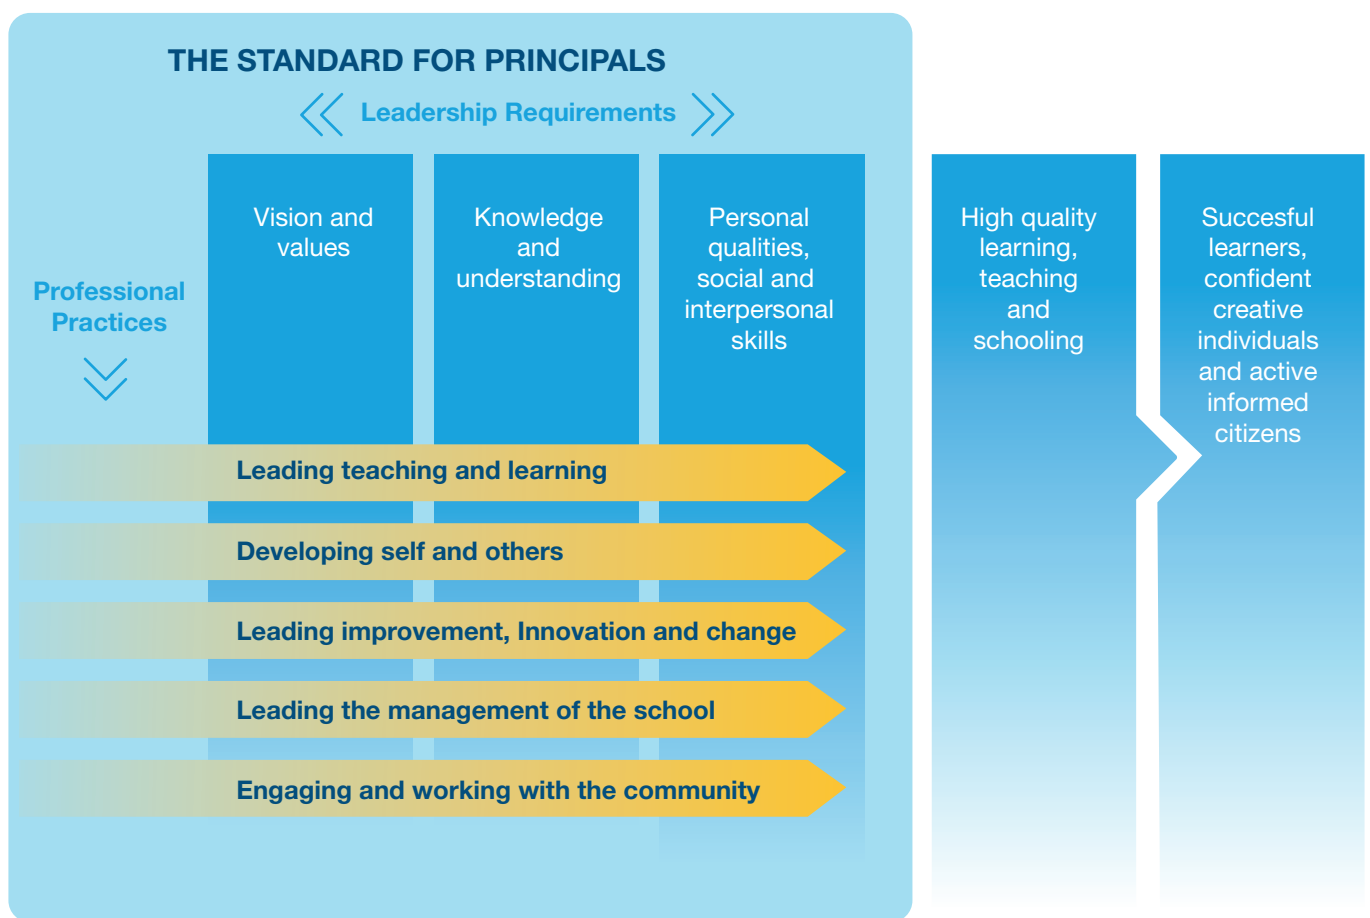 THE STANDARD FOR PRINCIPALS
Leadership Requirements
Professional
Practices
Vision and
values
Knowledge
and
understanding
Personal
qualities,
social and
interpersonal
skills
High quality
learning,
teaching
and
schooling
Succesful
learners,
confident
creative
individuals
and active
informed
citizens
Leading teaching and learning
Developing self and others
Leading improvement, Innovation and change
Leading the management of the school
Engaging and working with the community